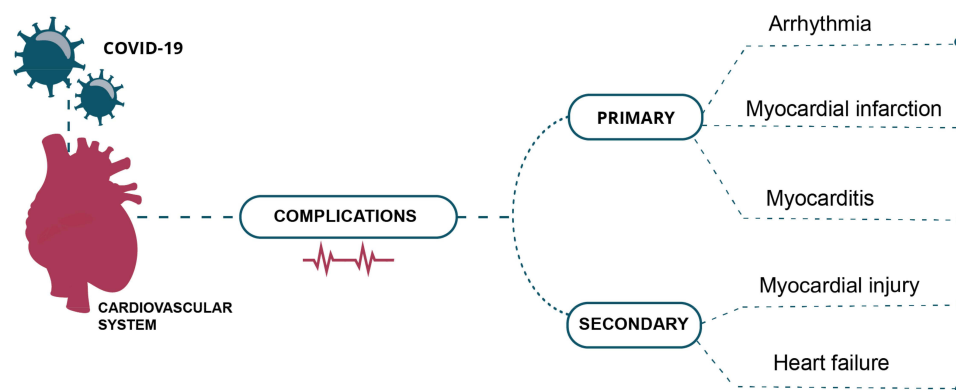 COVID-19
CARDIOVASCULAR
SYSTEM
COMPLICATIONS
PRIMARY
Arrhythmia
Myocardial infarction
Myocarditis
SECONDARY
Myocardial injury
Heart failure